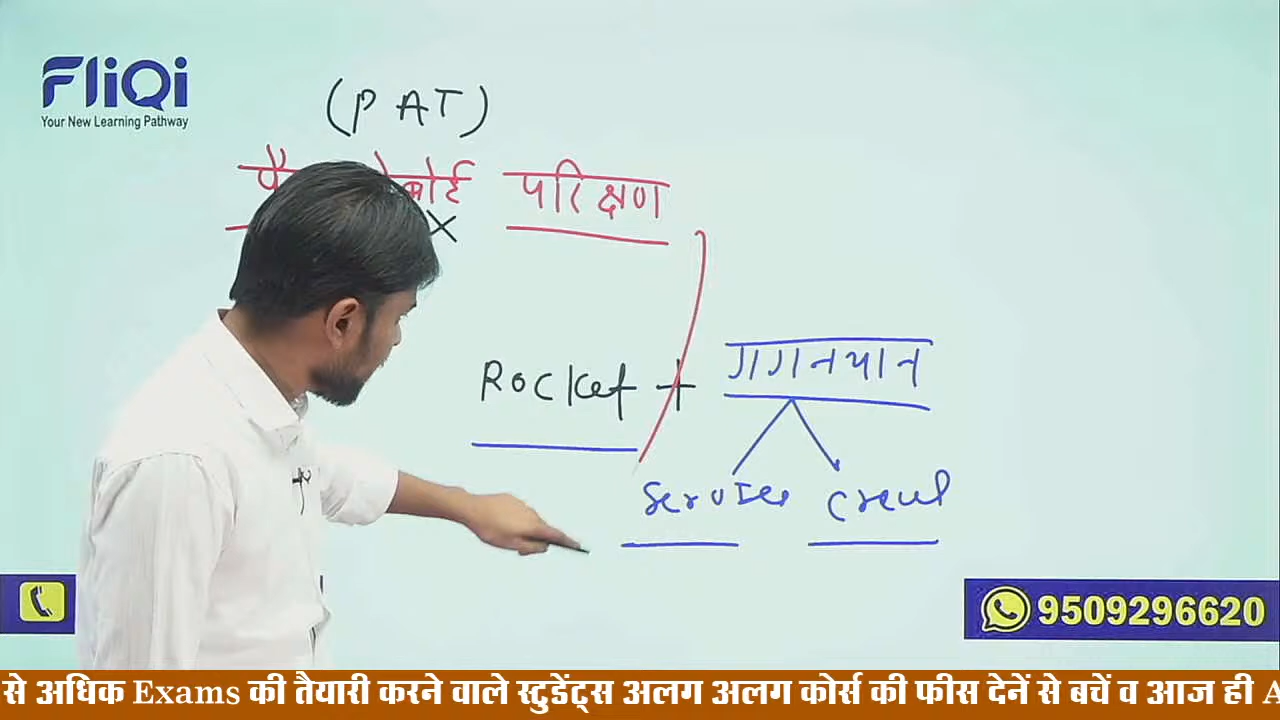 FliQi
Your New Learning Pathway
(PAT)
परिक्षण
X
Rocket + गगनयान
Service Crew
9509296620
से अधिक Exams की तैयारी करने वाले स्टुडेंट्स अलग अलग कोर्स की फीस देनें से बचें व आज ही A